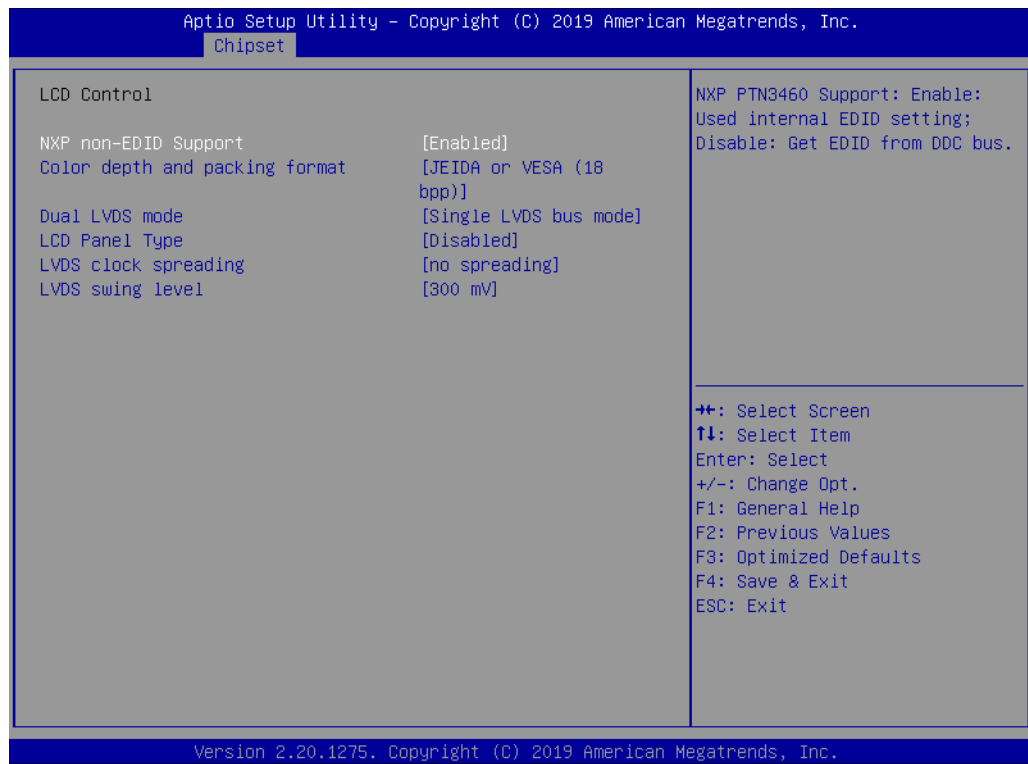 Aptio Setup Utility – Copyright (C) 2019 American Megatrends, Inc.
Chipset
LCD Control
NXP non-EDID Support [Enabled]
Color depth and packing format [JEIDA or VESA (18
bpp)]
Dual LVDS mode [Single LVDS bus mode]
LCD Panel Type [Disabled]
LVDS clock spreading [no spreading]
LVDS swing level [300 mV]
NXP PTN3460 Support: Enable:
Used internal EDID setting;
Disable: Get EDID from DDC bus.
→←: Select Screen
↑↓: Select Item
Enter: Select
+/-: Change Opt.
F1: General Help
F2: Previous Values
F3: Optimized Defaults
F4: Save & Exit
ESC: Exit
Version 2.20.1275. Copyright (C) 2019 American Megatrends, Inc.